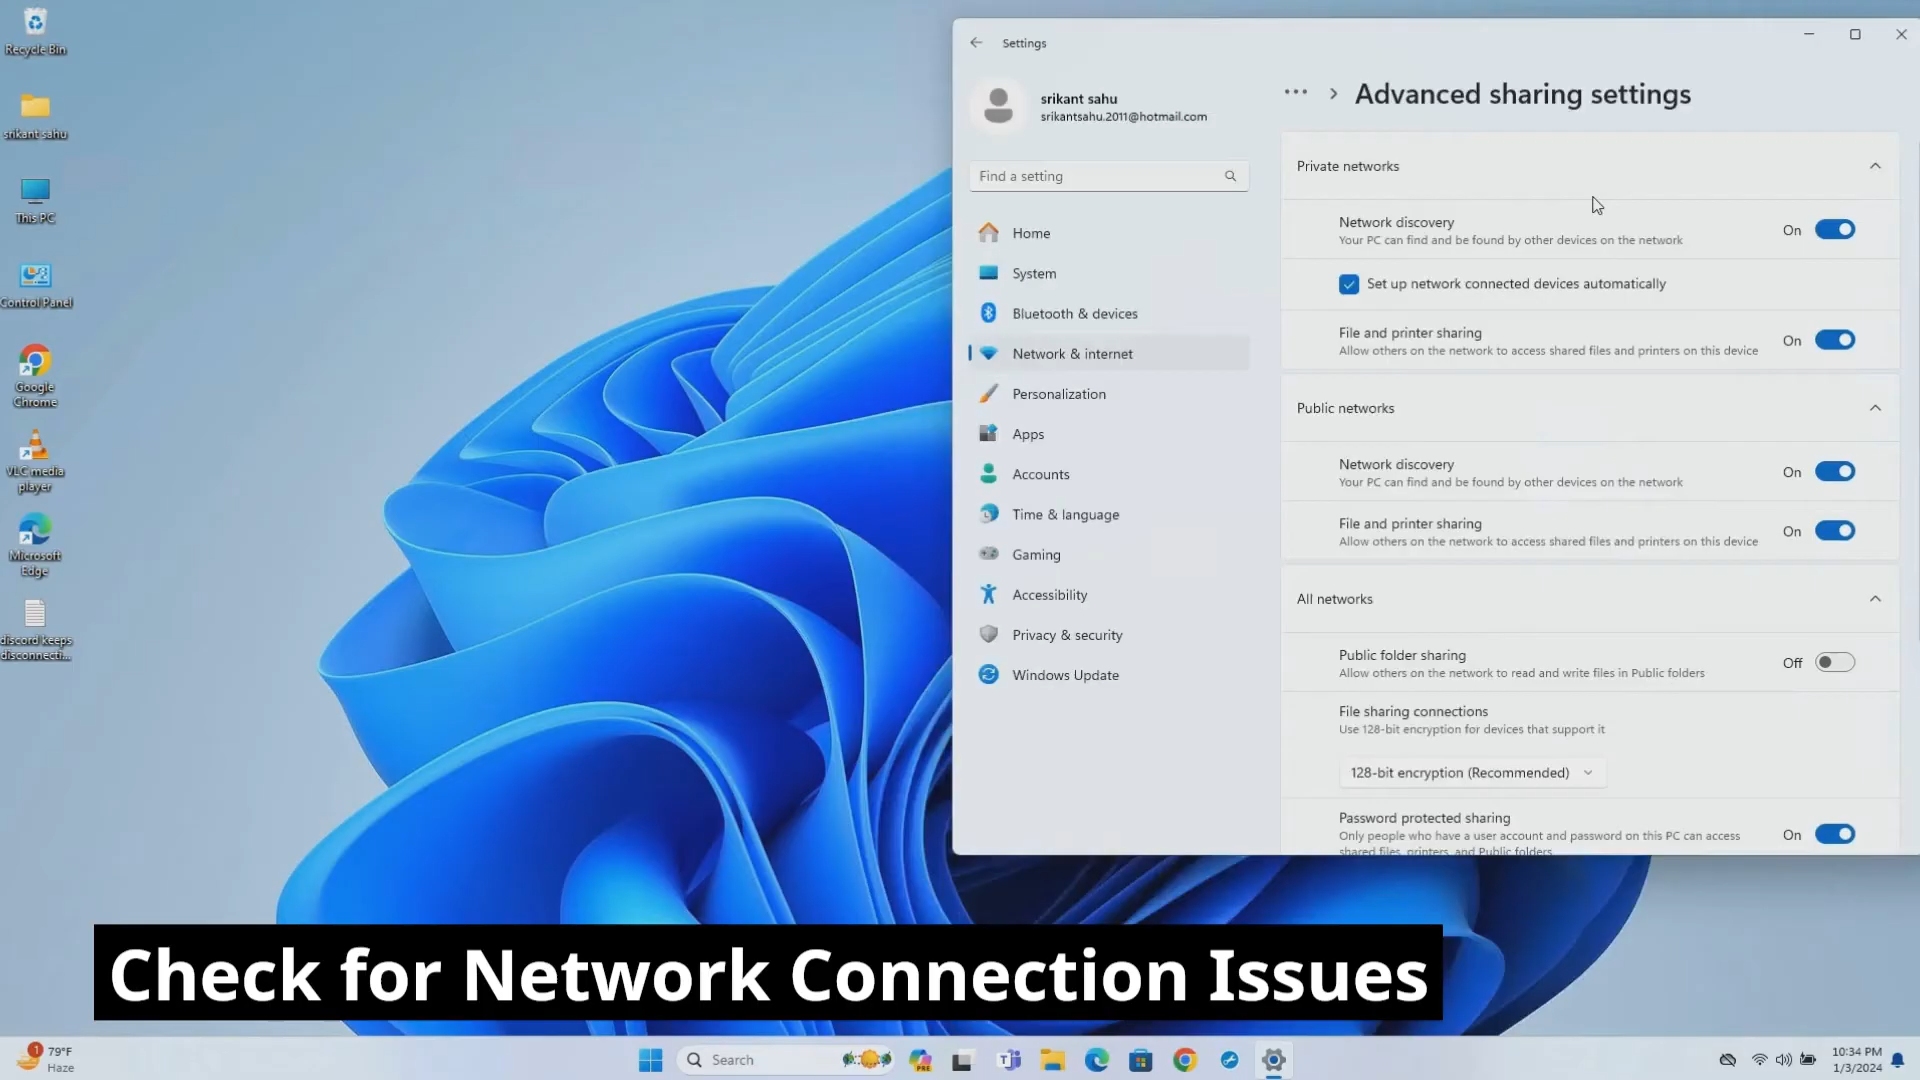 Recycle Bin
srikant sahu
This PC
Control Panel
Google
Chrome
VLC media
player
Microsoft
Edge
discord keeps
disconnecti...
Settings
srikant sahu
srikantsahu.2011@hotmail.com
Find a setting
Home
System
Bluetooth & devices
Network & internet
Personalization
Apps
Accounts
Time & language
Gaming
Accessibility
Privacy & security
Windows Update
Advanced sharing settings
Private networks
Network discovery
Your PC can find and be found by other devices on the network
On
Set up network connected devices automatically
File and printer sharing
Allow others on the network to access shared files and printers on this device
On
Public networks
Network discovery
Your PC can find and be found by other devices on the network
On
File and printer sharing
Allow others on the network to access shared files and printers on this device
On
All networks
Public folder sharing
Allow others on the network to read and write files in Public folders
Off
File sharing connections
Use 128-bit encryption for devices that support it
128-bit encryption (Recommended)
Password protected sharing
Only people who have a user account and password on this PC can access
shared files, printers, and Public folders
On
Check for Network Connection Issues
1
79°F
Haze
Search
PRE
10:34 PM
1/3/2024